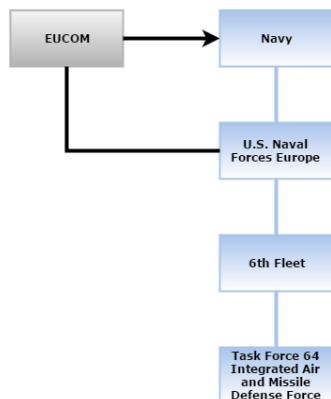 EUCOM
Navy
U.S. Naval
Forces Europe
6th Fleet
Task Force 64
Integrated Air
and Missile
Defense Force